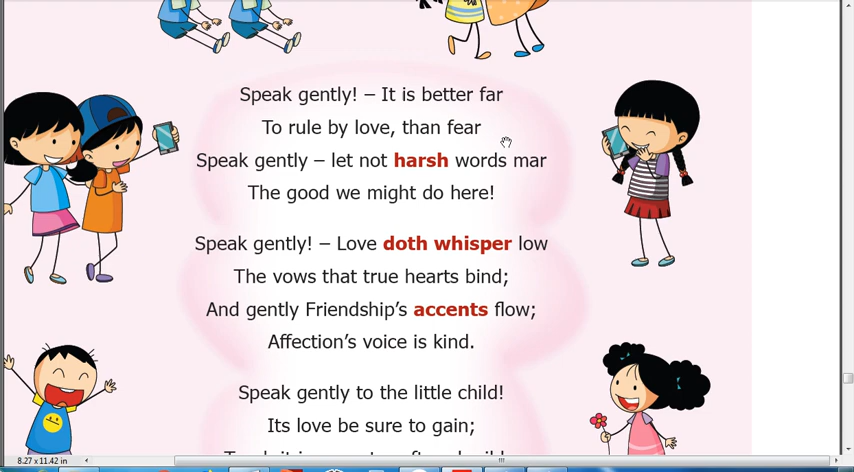 Speak gently! – It is better far
To rule by love, than fear
Speak gently – let not harsh words mar
The good we might do here!
Speak gently! – Love doth whisper low
The vows that true hearts bind;
And gently Friendship's accents flow;
Affection's voice is kind.
Speak gently to the little child!
Its love be sure to gain;
8.27 x 11.42 in